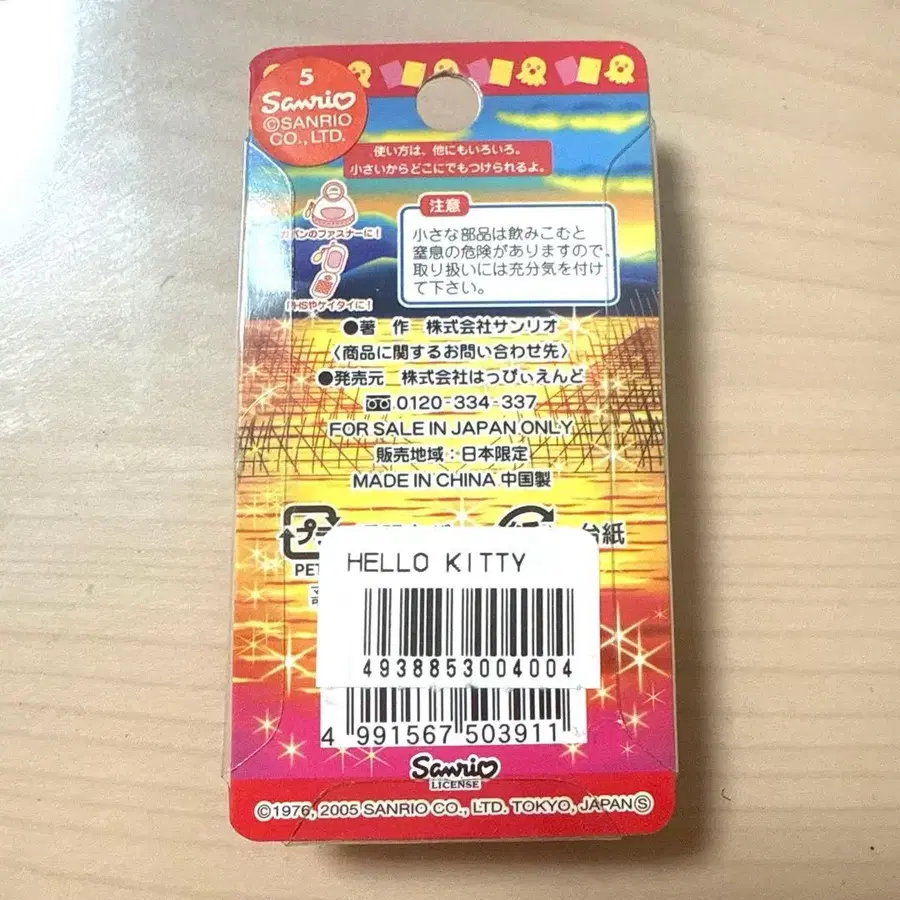 5
Sanrio
©SANRIO
CO., LTD.
使い方は、他にもいろいろ。
小さいからどこにでもつけられるよ。
カバンのファスナーに!
PHSやケイタイに!
注意
小さな部品は飲みこむと
窒息の危険がありますので、
取り扱いには充分気を付け
て下さい。
●著 作 株式会社サンリオ
〈商品に関するお問い合わせ先〉
●発売元 株式会社はっぴぃえんど
0120-334-337
FOR SALE IN JAPAN ONLY
販売地域:日本限定
MADE IN CHINA 中国製
プラ
台紙
PET
HELLO KITTY
4938853004004
4 991567 503911
Sanrio
LICENSE
©1976, 2005 SANRIO CO., LTD. TOKYO, JAPAN Ⓢ